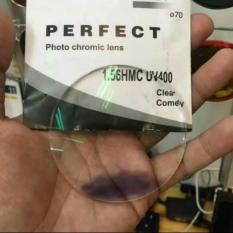 ø70
PERFECT
Photo chromic lens
1.56HMC UV400
Clear
Comey